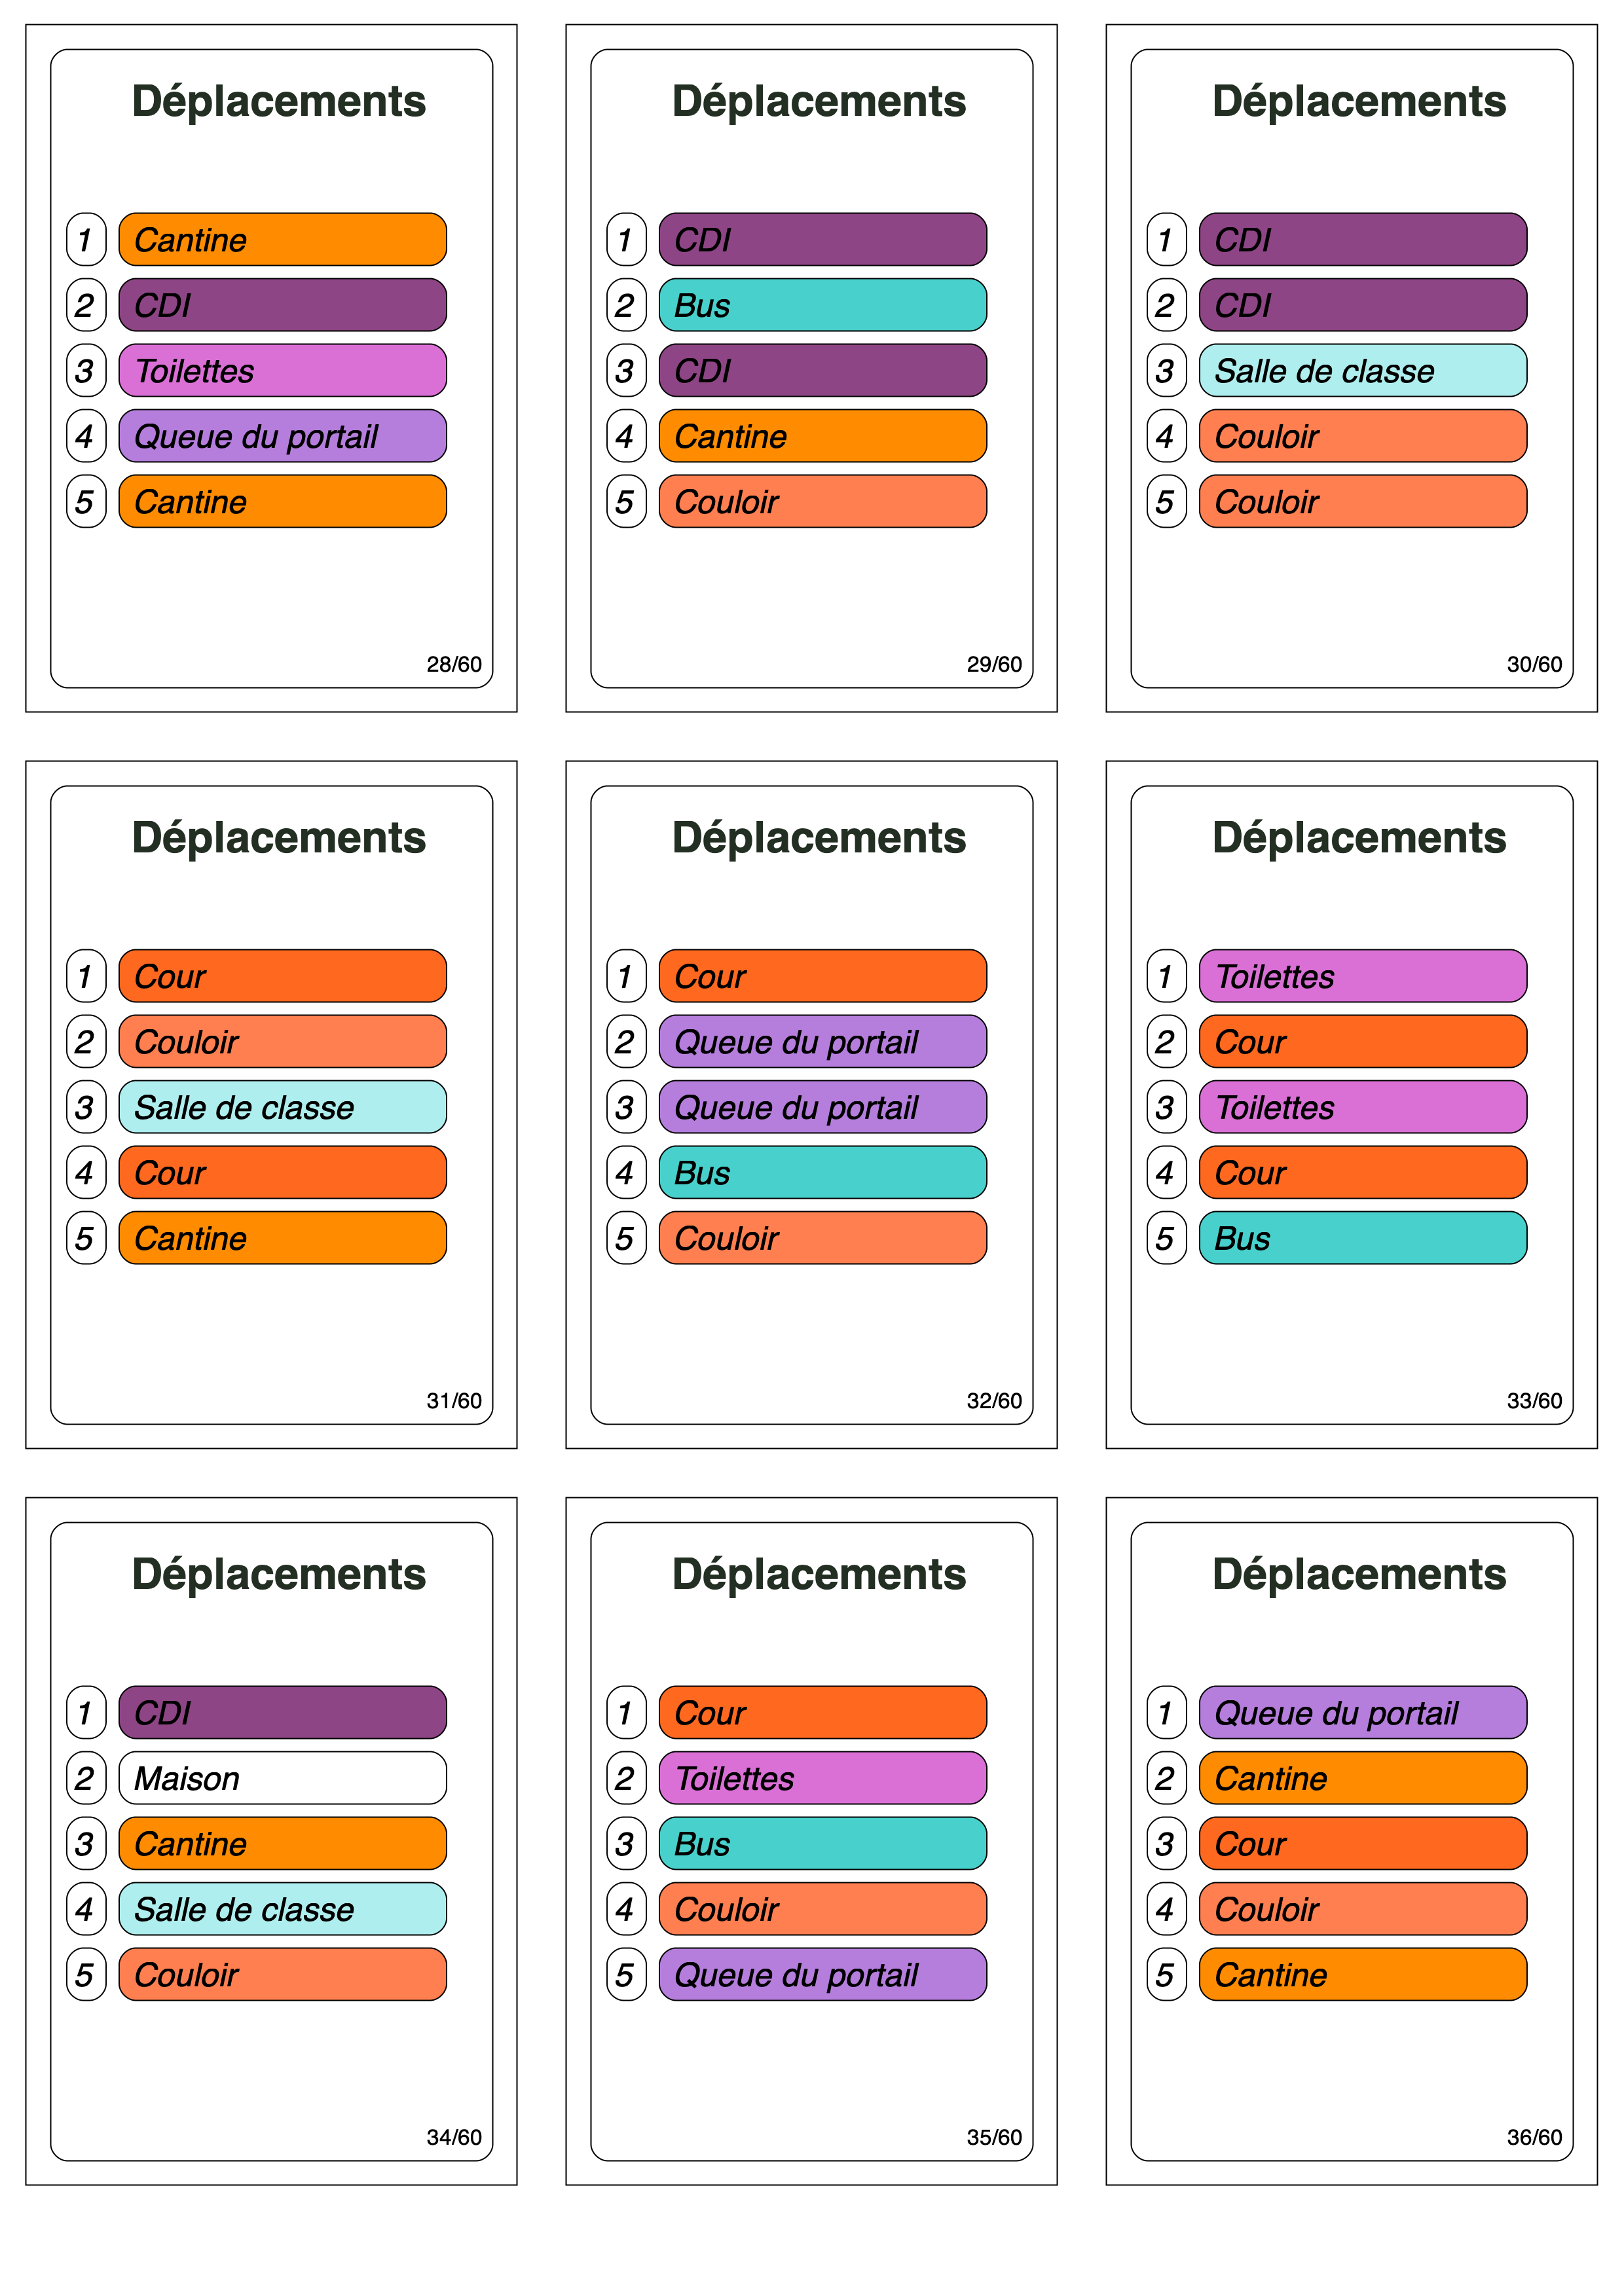 Déplacements
1 Cantine
2 CDI
3 Toilettes
4 Queue du portail
5 Cantine
28/60
Déplacements
1 CDI
2 Bus
3 CDI
4 Cantine
5 Couloir
29/60
Déplacements
1 CDI
2 CDI
3 Salle de classe
4 Couloir
5 Couloir
30/60
Déplacements
1 Cour
2 Couloir
3 Salle de classe
4 Cour
5 Cantine
31/60
Déplacements
1 Cour
2 Queue du portail
3 Queue du portail
4 Bus
5 Couloir
32/60
Déplacements
1 Toilettes
2 Cour
3 Toilettes
4 Cour
5 Bus
33/60
Déplacements
1 CDI
2 Maison
3 Cantine
4 Salle de classe
5 Couloir
34/60
Déplacements
1 Cour
2 Toilettes
3 Bus
4 Couloir
5 Queue du portail
35/60
Déplacements
1 Queue du portail
2 Cantine
3 Cour
4 Couloir
5 Cantine
36/60